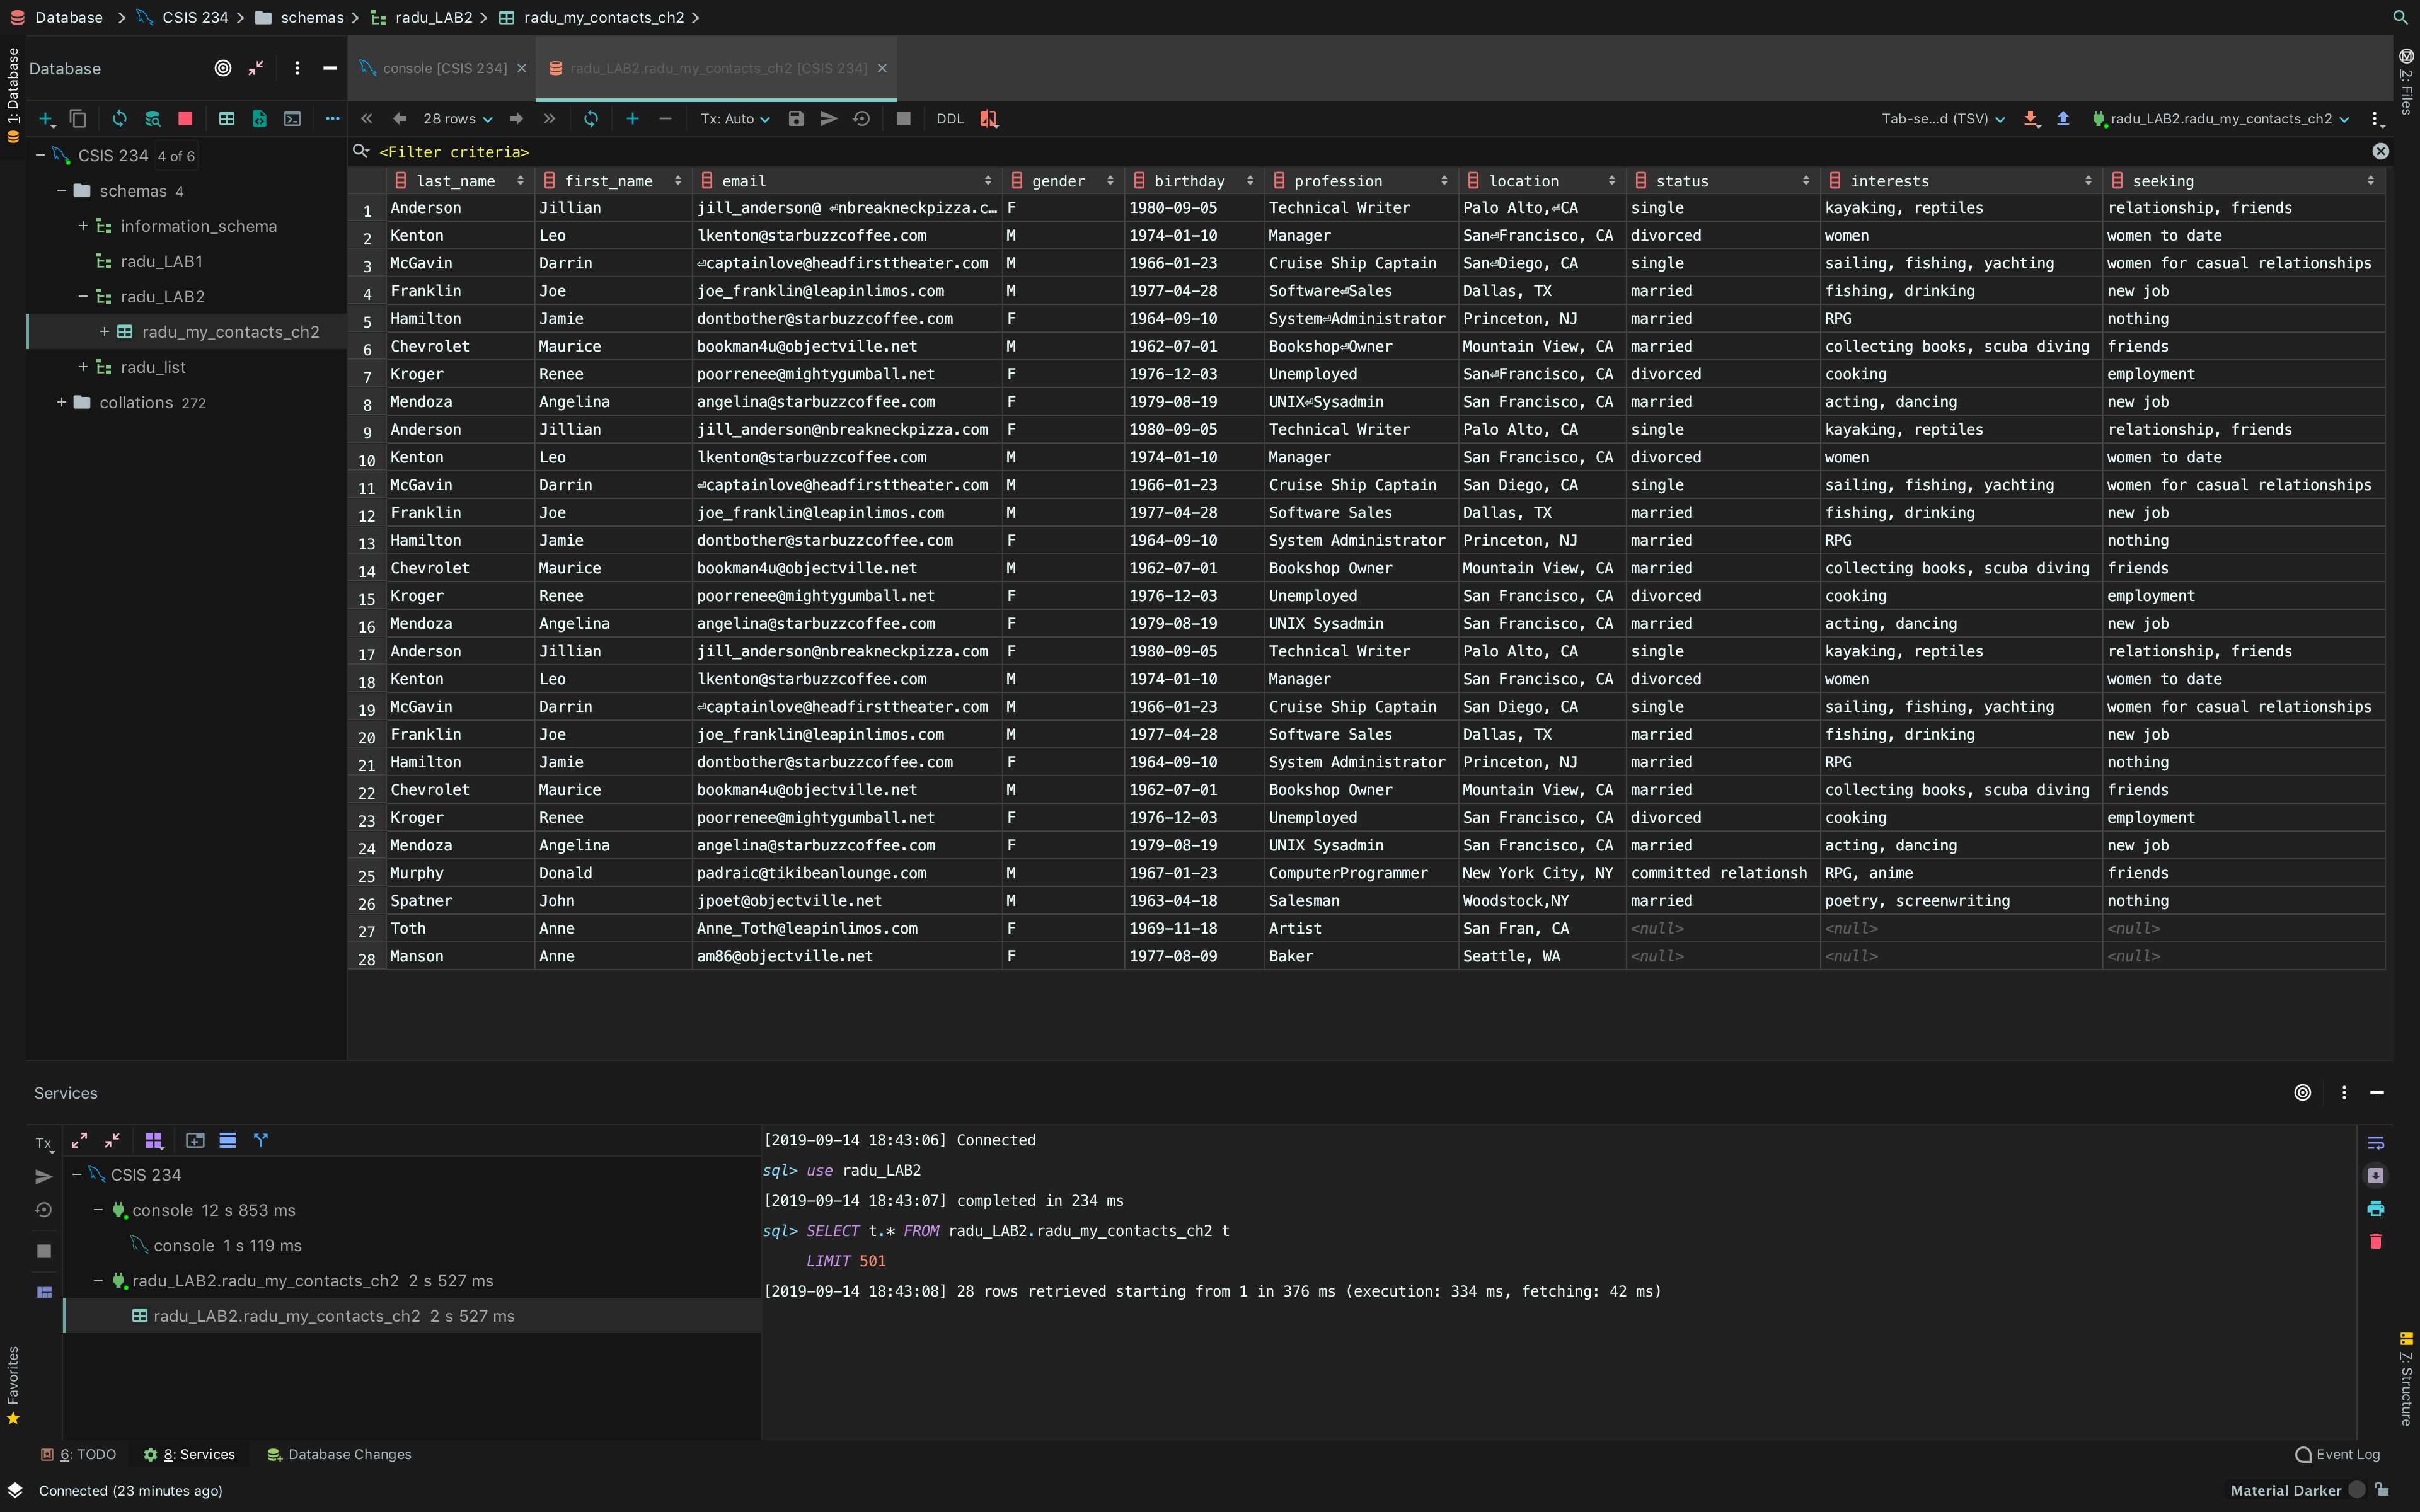 Database > CSIS 234 > schemas > radu_LAB2 > radu_my_contacts_ch2 >
1: Database
Database
console [CSIS 234] ×
radu_LAB2.radu_my_contacts_ch2 [CSIS 234] ×
2: Files
28 rows
Tx: Auto
DDL
Tab-se...d (TSV)
radu_LAB2.radu_my_contacts_ch2
<Filter criteria>
CSIS 234 4 of 6
schemas 4
information_schema
radu_LAB1
radu_LAB2
radu_my_contacts_ch2
radu_list
collations 272
last_name first_name email gender birthday profession location status interests seeking
1 Anderson Jillian jill_anderson@ ⏎nbreakneckpizza.c… F 1980-09-05 Technical Writer Palo Alto,⏎CA single kayaking, reptiles relationship, friends
2 Kenton Leo lkenton@starbuzzcoffee.com M 1974-01-10 Manager San⏎Francisco, CA divorced women women to date
3 McGavin Darrin ⏎captainlove@headfirsttheater.com M 1966-01-23 Cruise Ship Captain San⏎Diego, CA single sailing, fishing, yachting women for casual relationships
4 Franklin Joe joe_franklin@leapinlimos.com M 1977-04-28 Software⏎Sales Dallas, TX married fishing, drinking new job
5 Hamilton Jamie dontbother@starbuzzcoffee.com F 1964-09-10 System⏎Administrator Princeton, NJ married RPG nothing
6 Chevrolet Maurice bookman4u@objectville.net M 1962-07-01 Bookshop⏎Owner Mountain View, CA married collecting books, scuba diving friends
7 Kroger Renee poorrenee@mightygumball.net F 1976-12-03 Unemployed San⏎Francisco, CA divorced cooking employment
8 Mendoza Angelina angelina@starbuzzcoffee.com F 1979-08-19 UNIX⏎Sysadmin San Francisco, CA married acting, dancing new job
9 Anderson Jillian jill_anderson@nbreakneckpizza.com F 1980-09-05 Technical Writer Palo Alto, CA single kayaking, reptiles relationship, friends
10 Kenton Leo lkenton@starbuzzcoffee.com M 1974-01-10 Manager San Francisco, CA divorced women women to date
11 McGavin Darrin ⏎captainlove@headfirsttheater.com M 1966-01-23 Cruise Ship Captain San Diego, CA single sailing, fishing, yachting women for casual relationships
12 Franklin Joe joe_franklin@leapinlimos.com M 1977-04-28 Software Sales Dallas, TX married fishing, drinking new job
13 Hamilton Jamie dontbother@starbuzzcoffee.com F 1964-09-10 System Administrator Princeton, NJ married RPG nothing
14 Chevrolet Maurice bookman4u@objectville.net M 1962-07-01 Bookshop Owner Mountain View, CA married collecting books, scuba diving friends
15 Kroger Renee poorrenee@mightygumball.net F 1976-12-03 Unemployed San Francisco, CA divorced cooking employment
16 Mendoza Angelina angelina@starbuzzcoffee.com F 1979-08-19 UNIX Sysadmin San Francisco, CA married acting, dancing new job
17 Anderson Jillian jill_anderson@nbreakneckpizza.com F 1980-09-05 Technical Writer Palo Alto, CA single kayaking, reptiles relationship, friends
18 Kenton Leo lkenton@starbuzzcoffee.com M 1974-01-10 Manager San Francisco, CA divorced women women to date
19 McGavin Darrin ⏎captainlove@headfirsttheater.com M 1966-01-23 Cruise Ship Captain San Diego, CA single sailing, fishing, yachting women for casual relationships
20 Franklin Joe joe_franklin@leapinlimos.com M 1977-04-28 Software Sales Dallas, TX married fishing, drinking new job
21 Hamilton Jamie dontbother@starbuzzcoffee.com F 1964-09-10 System Administrator Princeton, NJ married RPG nothing
22 Chevrolet Maurice bookman4u@objectville.net M 1962-07-01 Bookshop Owner Mountain View, CA married collecting books, scuba diving friends
23 Kroger Renee poorrenee@mightygumball.net F 1976-12-03 Unemployed San Francisco, CA divorced cooking employment
24 Mendoza Angelina angelina@starbuzzcoffee.com F 1979-08-19 UNIX Sysadmin San Francisco, CA married acting, dancing new job
25 Murphy Donald padraic@tikibeanlounge.com M 1967-01-23 ComputerProgrammer New York City, NY committed relationsh RPG, anime friends
26 Spatner John jpoet@objectville.net M 1963-04-18 Salesman Woodstock,NY married poetry, screenwriting nothing
27 Toth Anne Anne_Toth@leapinlimos.com F 1969-11-18 Artist San Fran, CA <null> <null> <null>
28 Manson Anne am86@objectville.net F 1977-08-09 Baker Seattle, WA <null> <null> <null>
Services
Tx
CSIS 234
console 12 s 853 ms
console 1 s 119 ms
radu_LAB2.radu_my_contacts_ch2 2 s 527 ms
radu_LAB2.radu_my_contacts_ch2 2 s 527 ms
[2019-09-14 18:43:06] Connected
sql> use radu_LAB2
[2019-09-14 18:43:07] completed in 234 ms
sql> SELECT t.* FROM radu_LAB2.radu_my_contacts_ch2 t
LIMIT 501
[2019-09-14 18:43:08] 28 rows retrieved starting from 1 in 376 ms (execution: 334 ms, fetching: 42 ms)
Favorites
7: Structure
6: TODO
8: Services
Database Changes
Event Log
Connected (23 minutes ago)
Material Darker